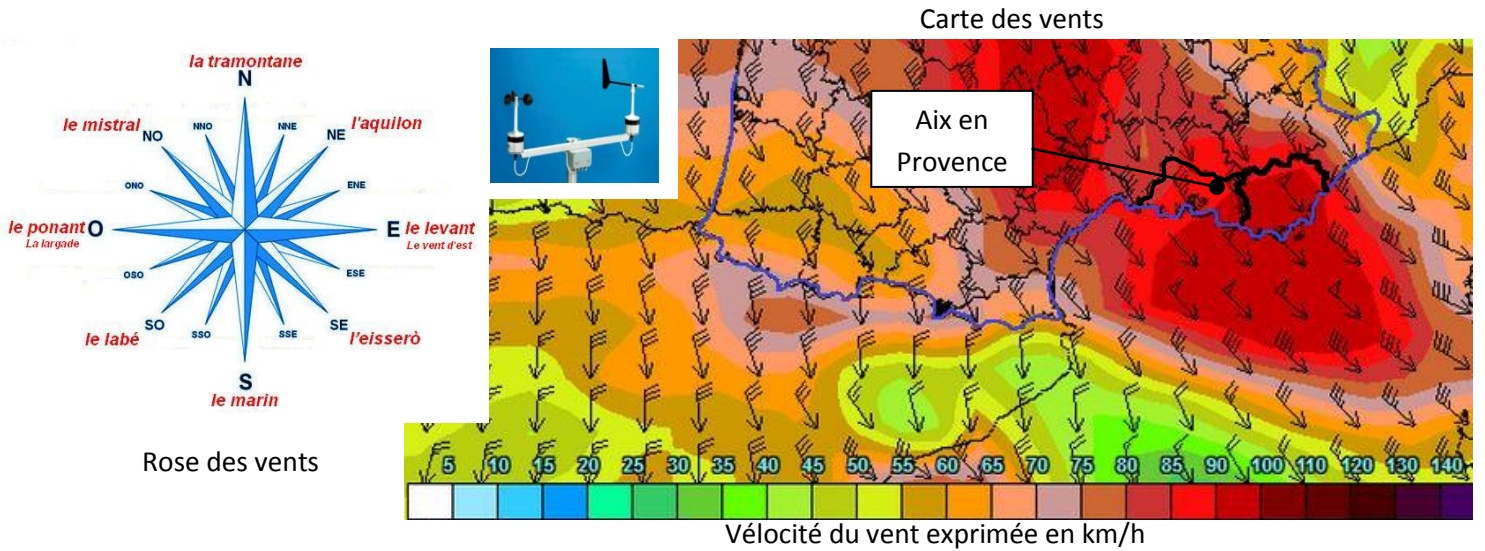 Carte des vents
la tramontane
N
le mistral
NO
NNO
NNE
NE
l'aquilon
ONO
ENE
le ponant
La largade
O
E
le levant
Le vent d'est
OSO
ESE
SO
SSO
SSE
SE
le labé
l'eisserò
S
le marin
Rose des vents
Aix en
Provence
5 10 15 20 25 30 35 40 45 50 55 60 65 70 75 80 85 90 100 110 120 130 140
Vélocité du vent exprimée en km/h